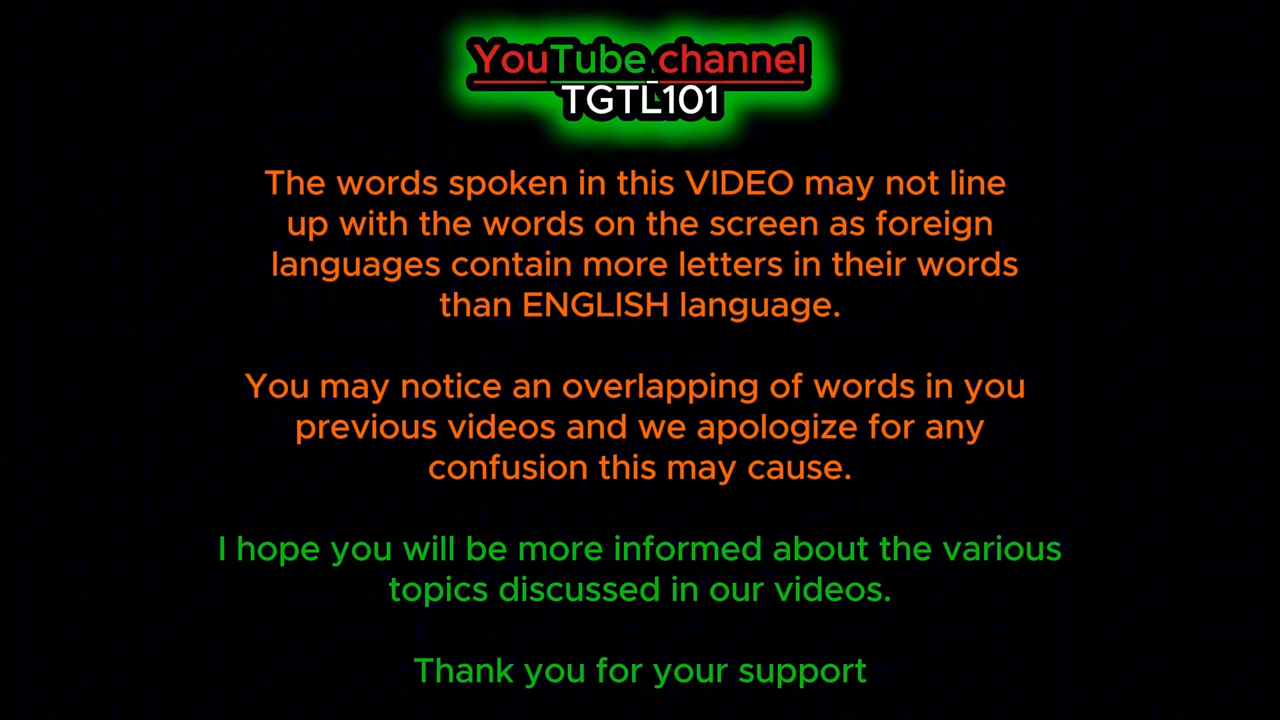 YouTube channel
TGTL101
The words spoken in this VIDEO may not line
up with the words on the screen as foreign
languages contain more letters in their words
than ENGLISH language.
You may notice an overlapping of words in you
previous videos and we apologize for any
confusion this may cause.
I hope you will be more informed about the various
topics discussed in our videos.
Thank you for your support